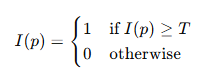 I(p) = { 1 if I(p) ≥ T
0 otherwise